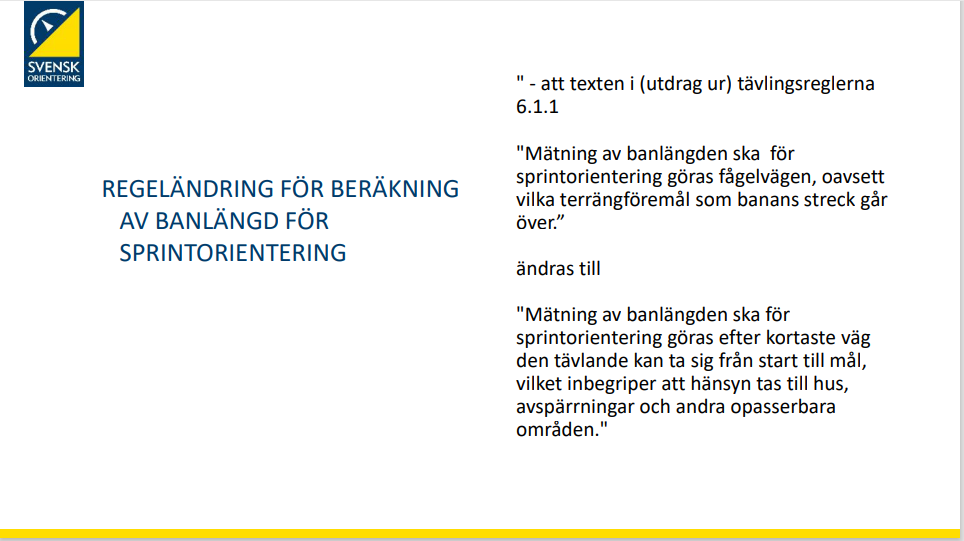 SVENSK
ORIENTERING
REGELÄNDRING FÖR BERÄKNING
AV BANLÄNGD FÖR
SPRINTORIENTERING
" - att texten i (utdrag ur) tävlingsreglerna
6.1.1
"Mätning av banlängden ska  för
sprintorientering göras fågelvägen, oavsett
vilka terrängföremål som banans streck går
över.”
ändras till
"Mätning av banlängden ska för
sprintorientering göras efter kortaste väg
den tävlande kan ta sig från start till mål,
vilket inbegriper att hänsyn tas till hus,
avspärrningar och andra opasserbara
områden."